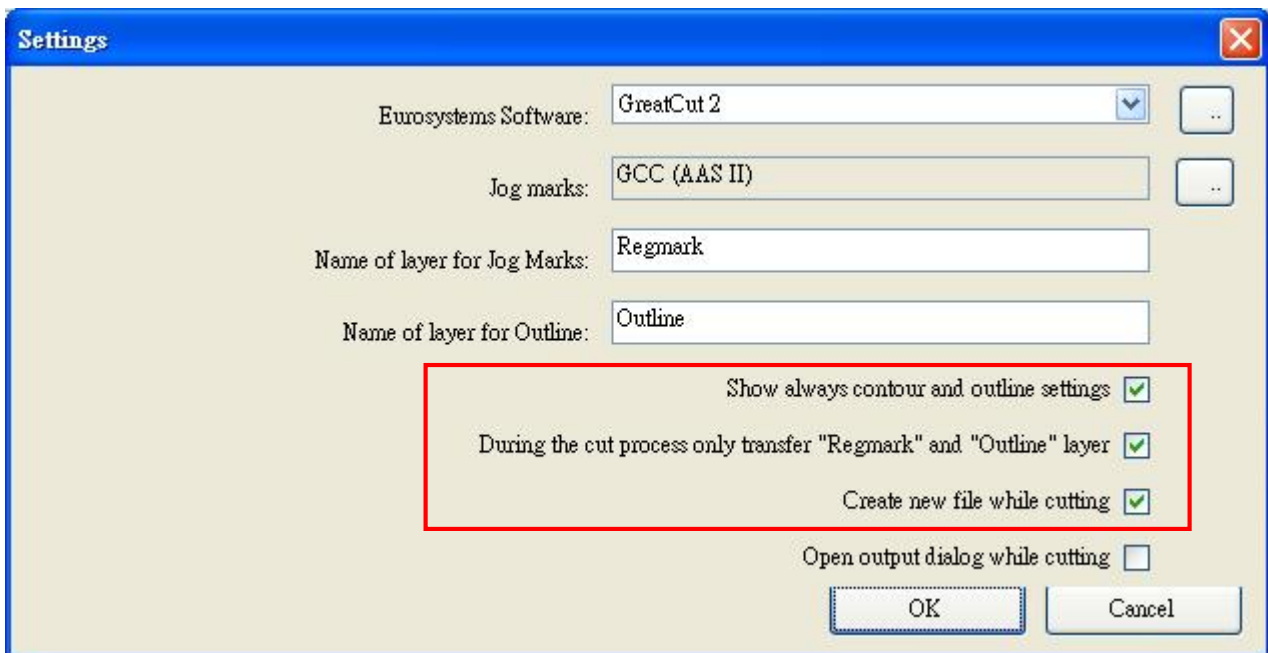 Settings
Eurosystems Software: GreatCut 2 ..
Jog marks: GCC (AAS II) ..
Name of layer for Jog Marks: Regmark
Name of layer for Outline: Outline
Show always contour and outline settings
During the cut process only transfer "Regmark" and "Outline" layer
Create new file while cutting
Open output dialog while cutting
OK Cancel